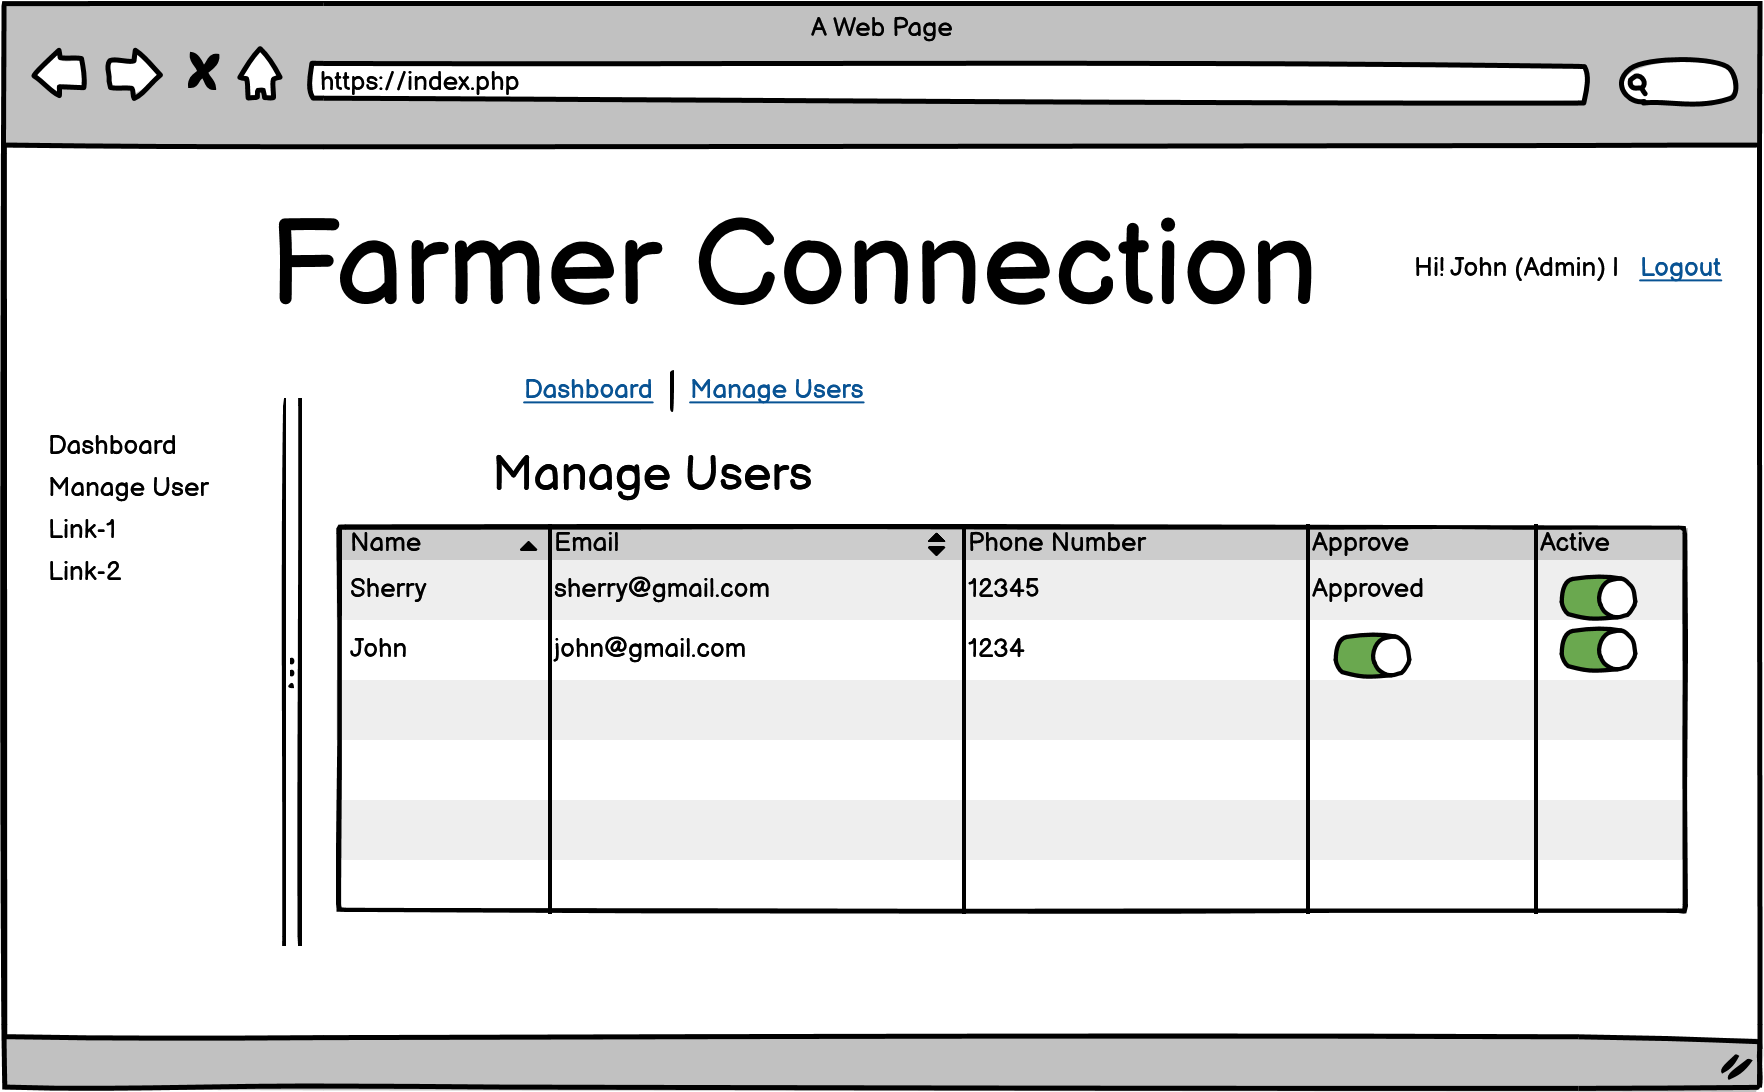 A Web Page
https://index.php
Farmer Connection
Hi! John (Admin) | Logout
Dashboard | Manage Users
Dashboard
Manage User
Link-1
Link-2
Manage Users
Name Email Phone Number Approve Active
Sherry sherry@gmail.com 12345 Approved
John john@gmail.com 1234